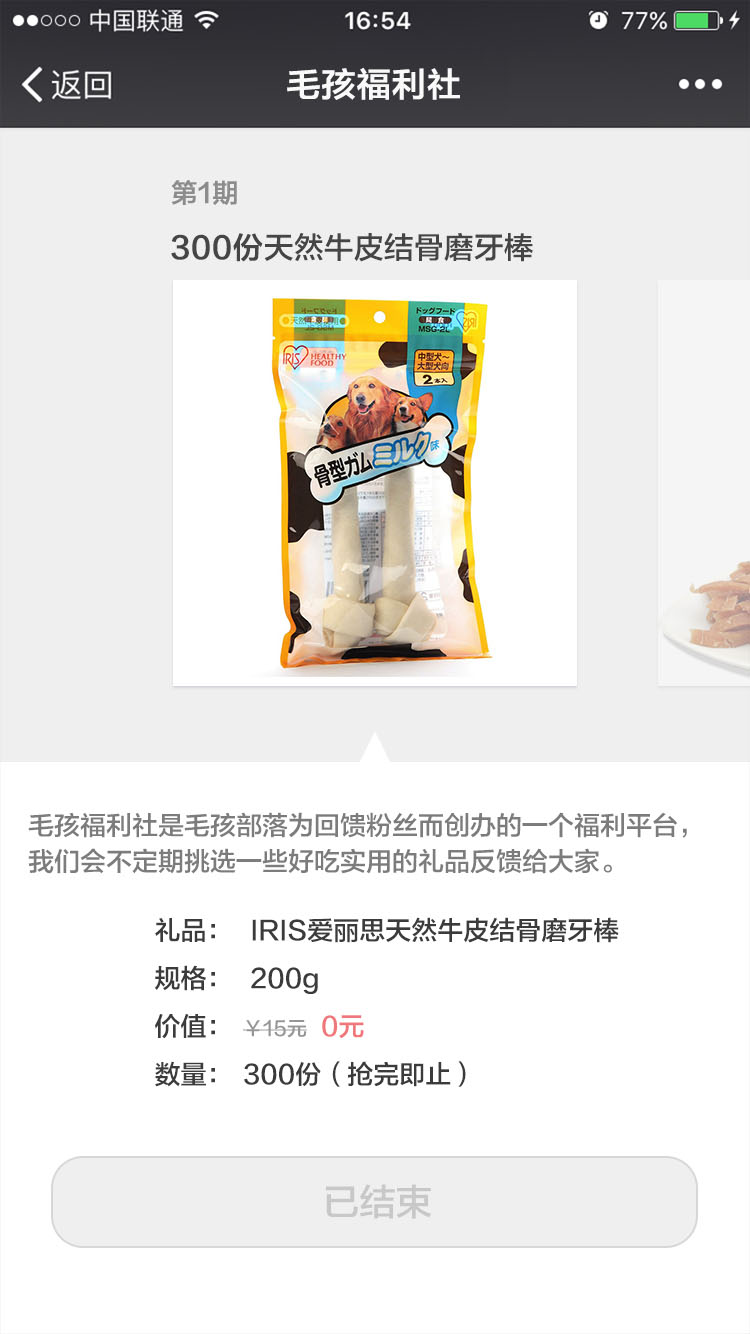 中国联通
16:54
77%
返回
毛孩福利社
第1期
300份天然牛皮结骨磨牙棒
ドッグフード
間食
MSG-2L
IRIS
HEALTHY
FOOD
中型犬〜
大型犬向
2本入
骨型ガムミルク味
毛孩福利社是毛孩部落为回馈粉丝而创办的一个福利平台，
我们会不定期挑选一些好吃实用的礼品反馈给大家。
礼品： IRIS爱丽思天然牛皮结骨磨牙棒
规格： 200g
价值： ￥15元 0元
数量： 300份（抢完即止）
已结束